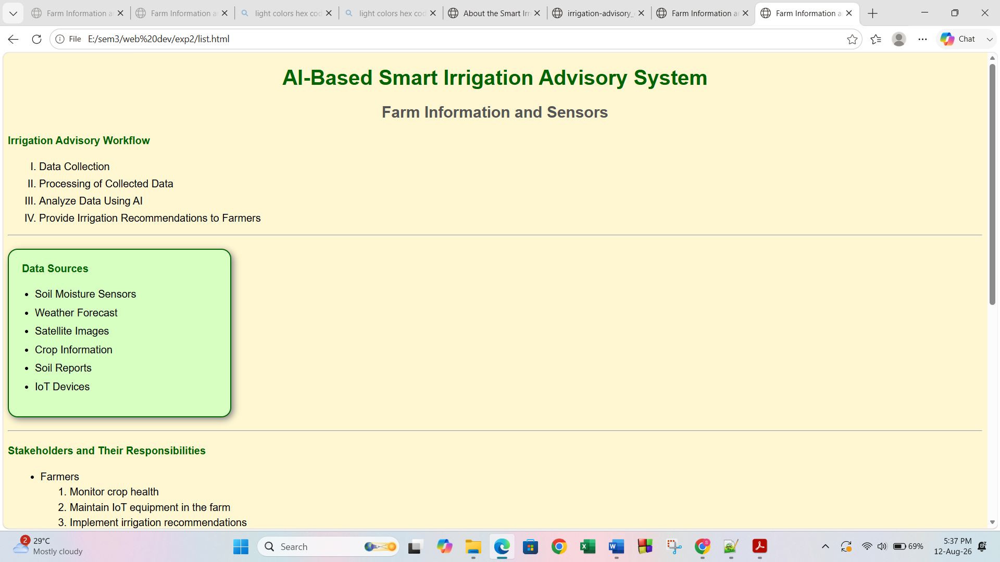 Farm Information a
Farm Information a
light colors hex cod
light colors hex cod
About the Smart Irri
irrigation-advisory_
Farm Information a
Farm Information a
File E:/sem3/web%20dev/exp2/list.html
Chat
AI-Based Smart Irrigation Advisory System
Farm Information and Sensors
Irrigation Advisory Workflow
I. Data Collection
II. Processing of Collected Data
III. Analyze Data Using AI
IV. Provide Irrigation Recommendations to Farmers
Data Sources
• Soil Moisture Sensors
• Weather Forecast
• Satellite Images
• Crop Information
• Soil Reports
• IoT Devices
Stakeholders and Their Responsibilities
• Farmers
1. Monitor crop health
2. Maintain IoT equipment in the farm
3. Implement irrigation recommendations
2
29°C
Mostly cloudy
Search
69%
5:37 PM
12-Aug-26